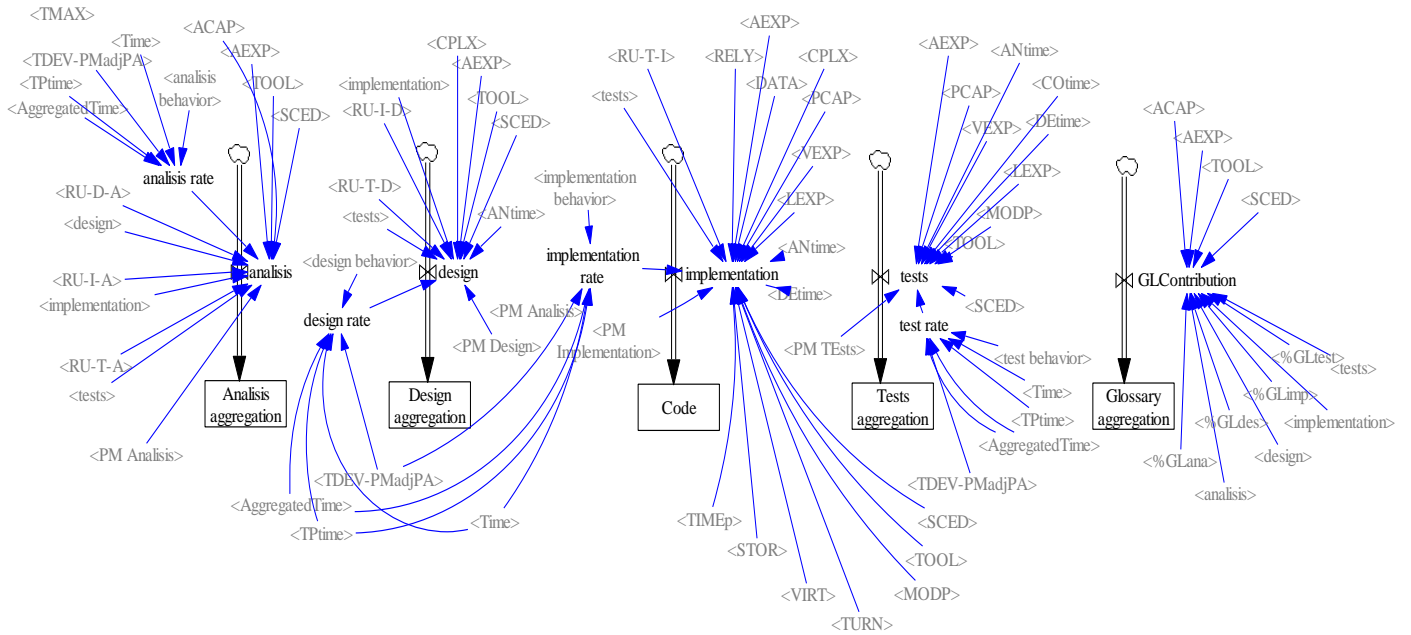 <TMAX>
<Time>
<TDEV-PMadjPA>
<TPtime>
<AggregatedTime>
<analisis
behavior>
<ACAP>
<AEXP>
<TOOL>
<SCED>
analisis rate
<RU-D-A>
<design>
<RU-I-A>
<implementation>
<RU-T-A>
<tests>
<PM Analisis>
analisis
Analysis
aggregation
<CPLX>
<AEXP>
<implementation>
<TOOL>
<RU-I-D>
<SCED>
<RU-T-D>
<tests>
<ANtime>
design
<design behavior>
design rate
<PM Analisis>
<PM Design>
Design
aggregation
<TDEV-PMadjPA>
<AggregatedTime>
<TPtime>
<Time>
<implementation
behavior>
implementation
rate
<AEXP>
<RU-T-I>
<RELY>
<CPLX>
<tests>
<DATA>
<PCAP>
<VEXP>
<LEXP>
<ANtime>
implementation
<DEtime>
<PM
Implementation>
Code
<TIMEp>
<STOR>
<VIRT>
<TURN>
<MODP>
<TOOL>
<SCED>
<AEXP>
<ANtime>
<PCAP>
<COtime>
<VEXP>
<DEtime>
<LEXP>
<MODP>
<TOOL>
tests
<SCED>
test rate
<PM TEsts>
<test behavior>
<Time>
<TPtime>
<AggregatedTime>
<TDEV-PMadjPA>
Tests
aggregation
<ACAP>
<AEXP>
<TOOL>
<SCED>
GLContribution
<%GLtest>
<tests>
<%GLimp>
<implementation>
<%GLdes>
<design>
<%GLana>
<analisis>
Glossary
aggregation